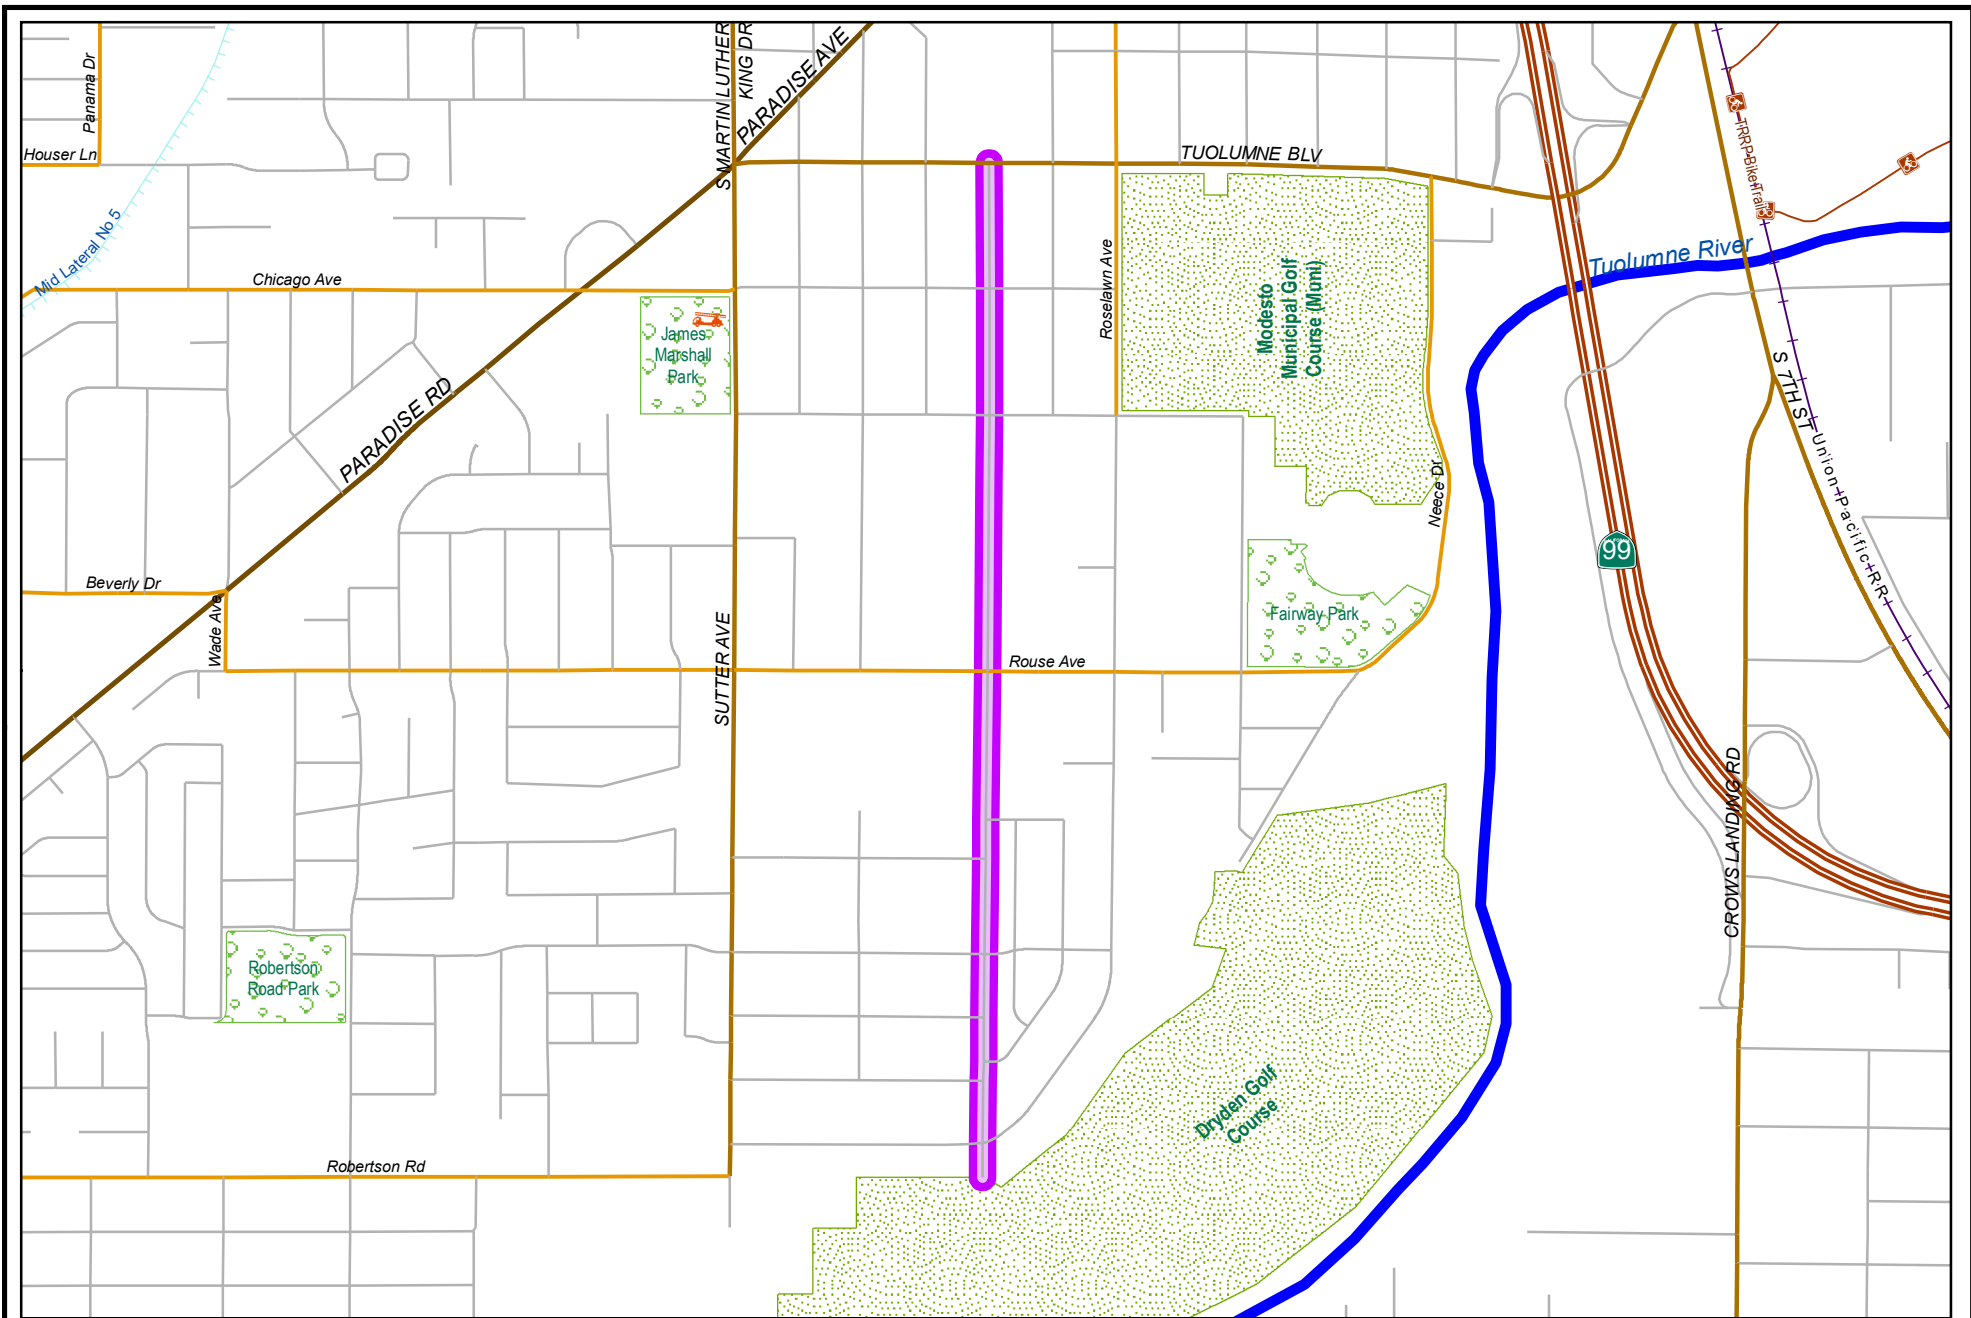 Panama Dr
S MARTIN LUTHER
KING DR
PARADISE AVE
Houser Ln
TUOLUMNE BLV
TRRP Bike Trail
Mid Lateral No 5
Chicago Ave
Roselawn Ave
Modesto
Municipal Golf
Course (Muni)
Tuolumne River
James
Marshall
Park
PARADISE RD
S 7TH ST
Union Pacific RR
Neece Dr
99
Beverly Dr
Wade Ave
SUTTER AVE
Fairway Park
Rouse Ave
CROWS LANDING RD
Robertson
Road Park
Dryden Golf
Course
Robertson Rd